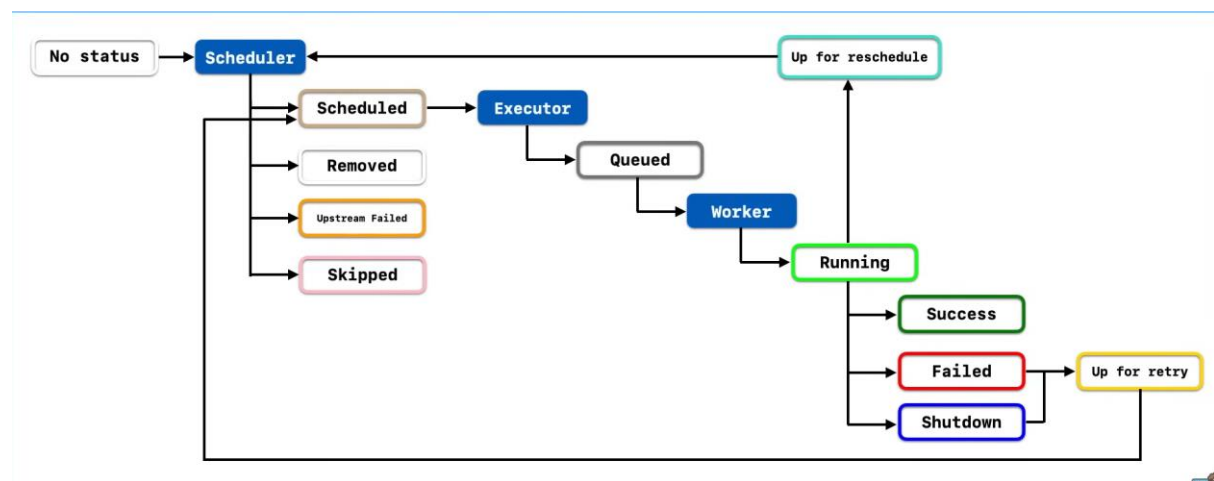 No status
Scheduler
Up for reschedule
Scheduled
Executor
Queued
Removed
Worker
Upstream Failed
Running
Skipped
Success
Failed
Up for retry
Shutdown